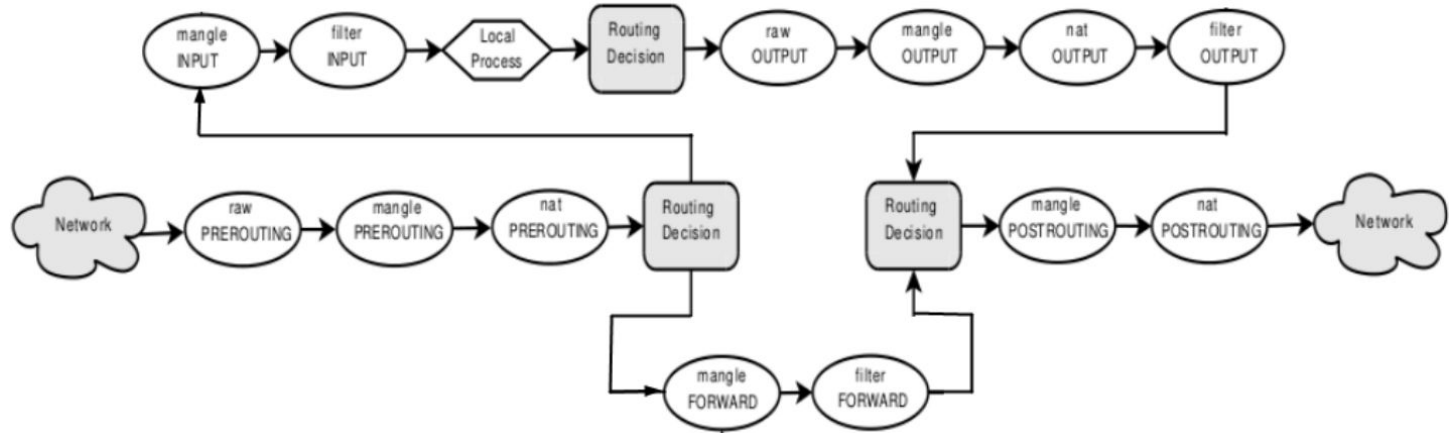 mangle
INPUT
filter
INPUT
Local
Process
Routing
Decision
raw
OUTPUT
mangle
OUTPUT
nat
OUTPUT
filter
OUTPUT
Network
raw
PREROUTING
mangle
PREROUTING
nat
PREROUTING
Routing
Decision
Routing
Decision
mangle
POSTROUTING
nat
POSTROUTING
Network
mangle
FORWARD
filter
FORWARD